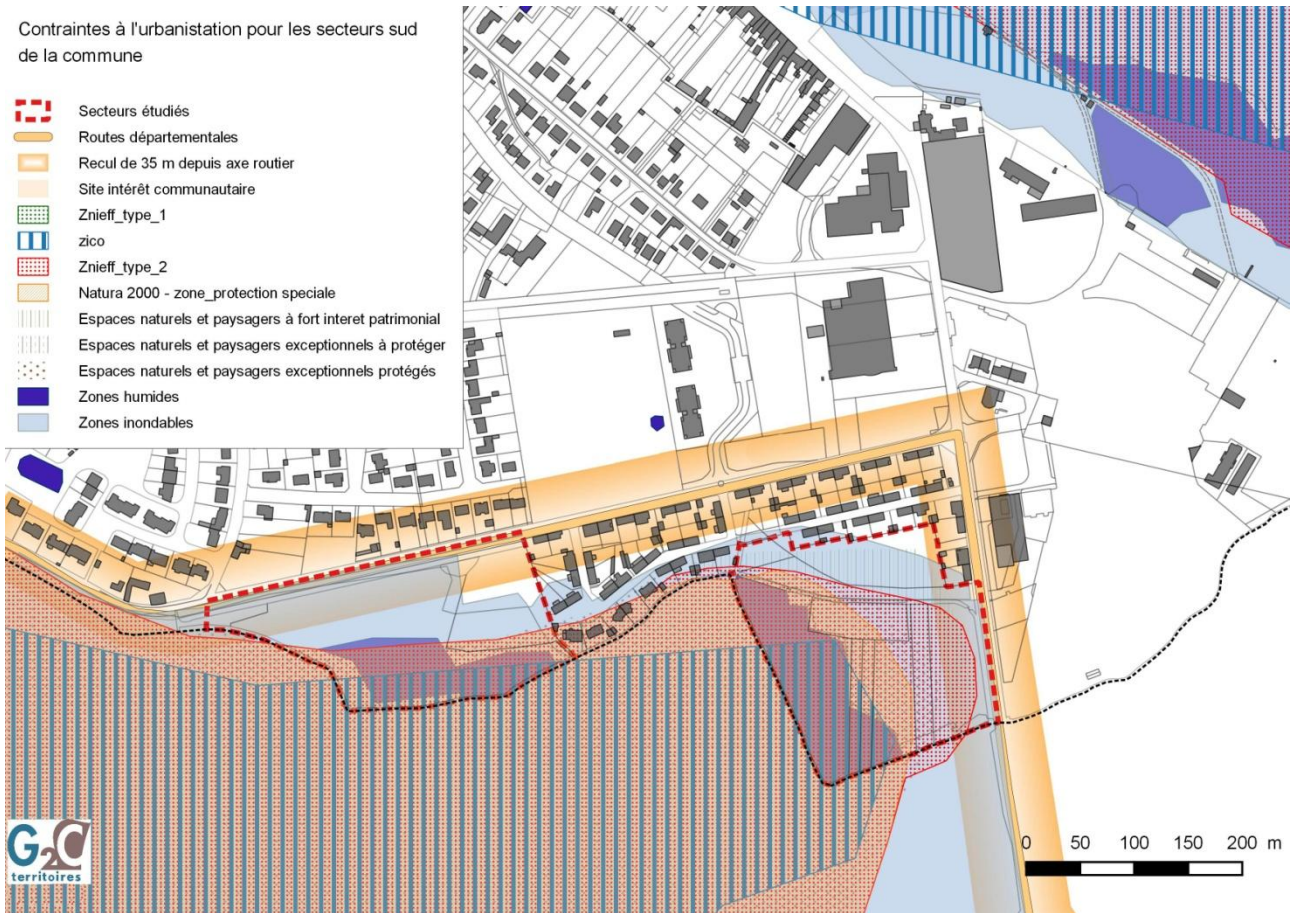 Contraintes à l'urbanistation pour les secteurs sud
de la commune
Secteurs étudiés
Routes départementales
Recul de 35 m depuis axe routier
Site intérêt communautaire
Znieff_type_1
zico
Znieff_type_2
Natura 2000 - zone_protection speciale
Espaces naturels et paysagers à fort interet patrimonial
Espaces naturels et paysagers exceptionnels à protéger
Espaces naturels et paysagers exceptionnels protégés
Zones humides
Zones inondables
G2C
territoires
0 50 100 150 200 m